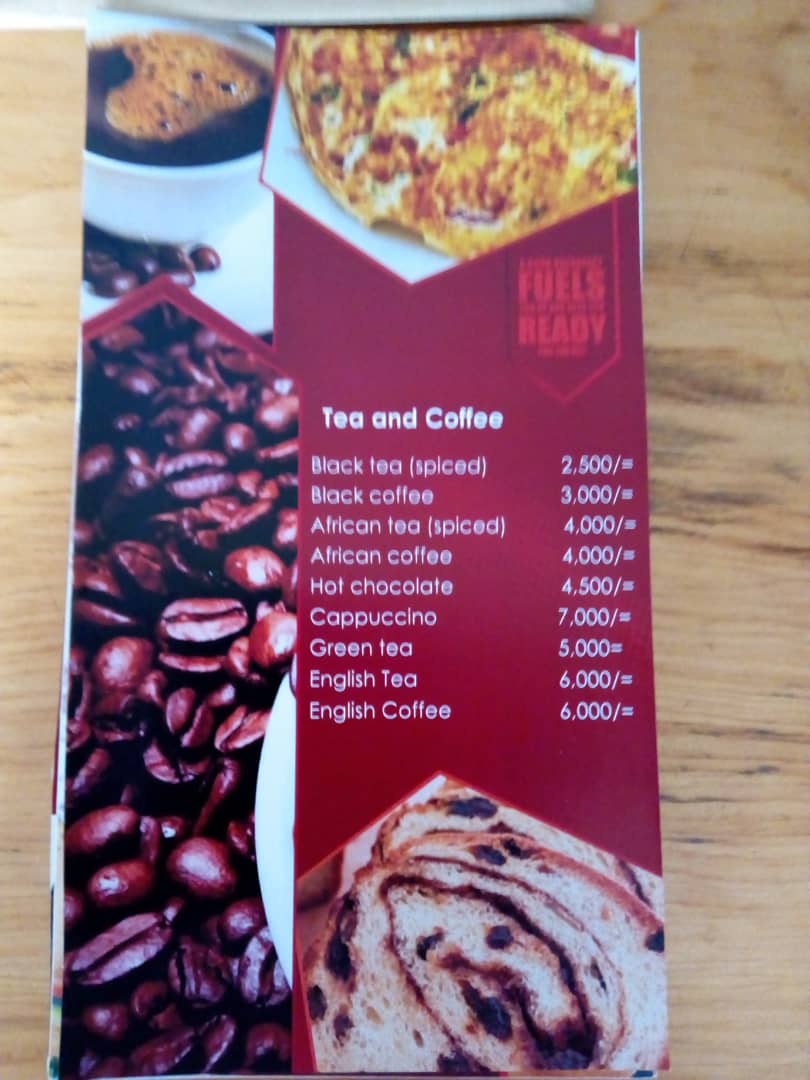 FUELS
READY
Tea and Coffee
Black tea (spiced) 2,500/=
Black coffee 3,000/=
African tea (spiced) 4,000/=
African coffee 4,000/=
Hot chocolate 4,500/=
Cappuccino 7,000/=
Green tea 5,000=
English Tea 6,000/=
English Coffee 6,000/=